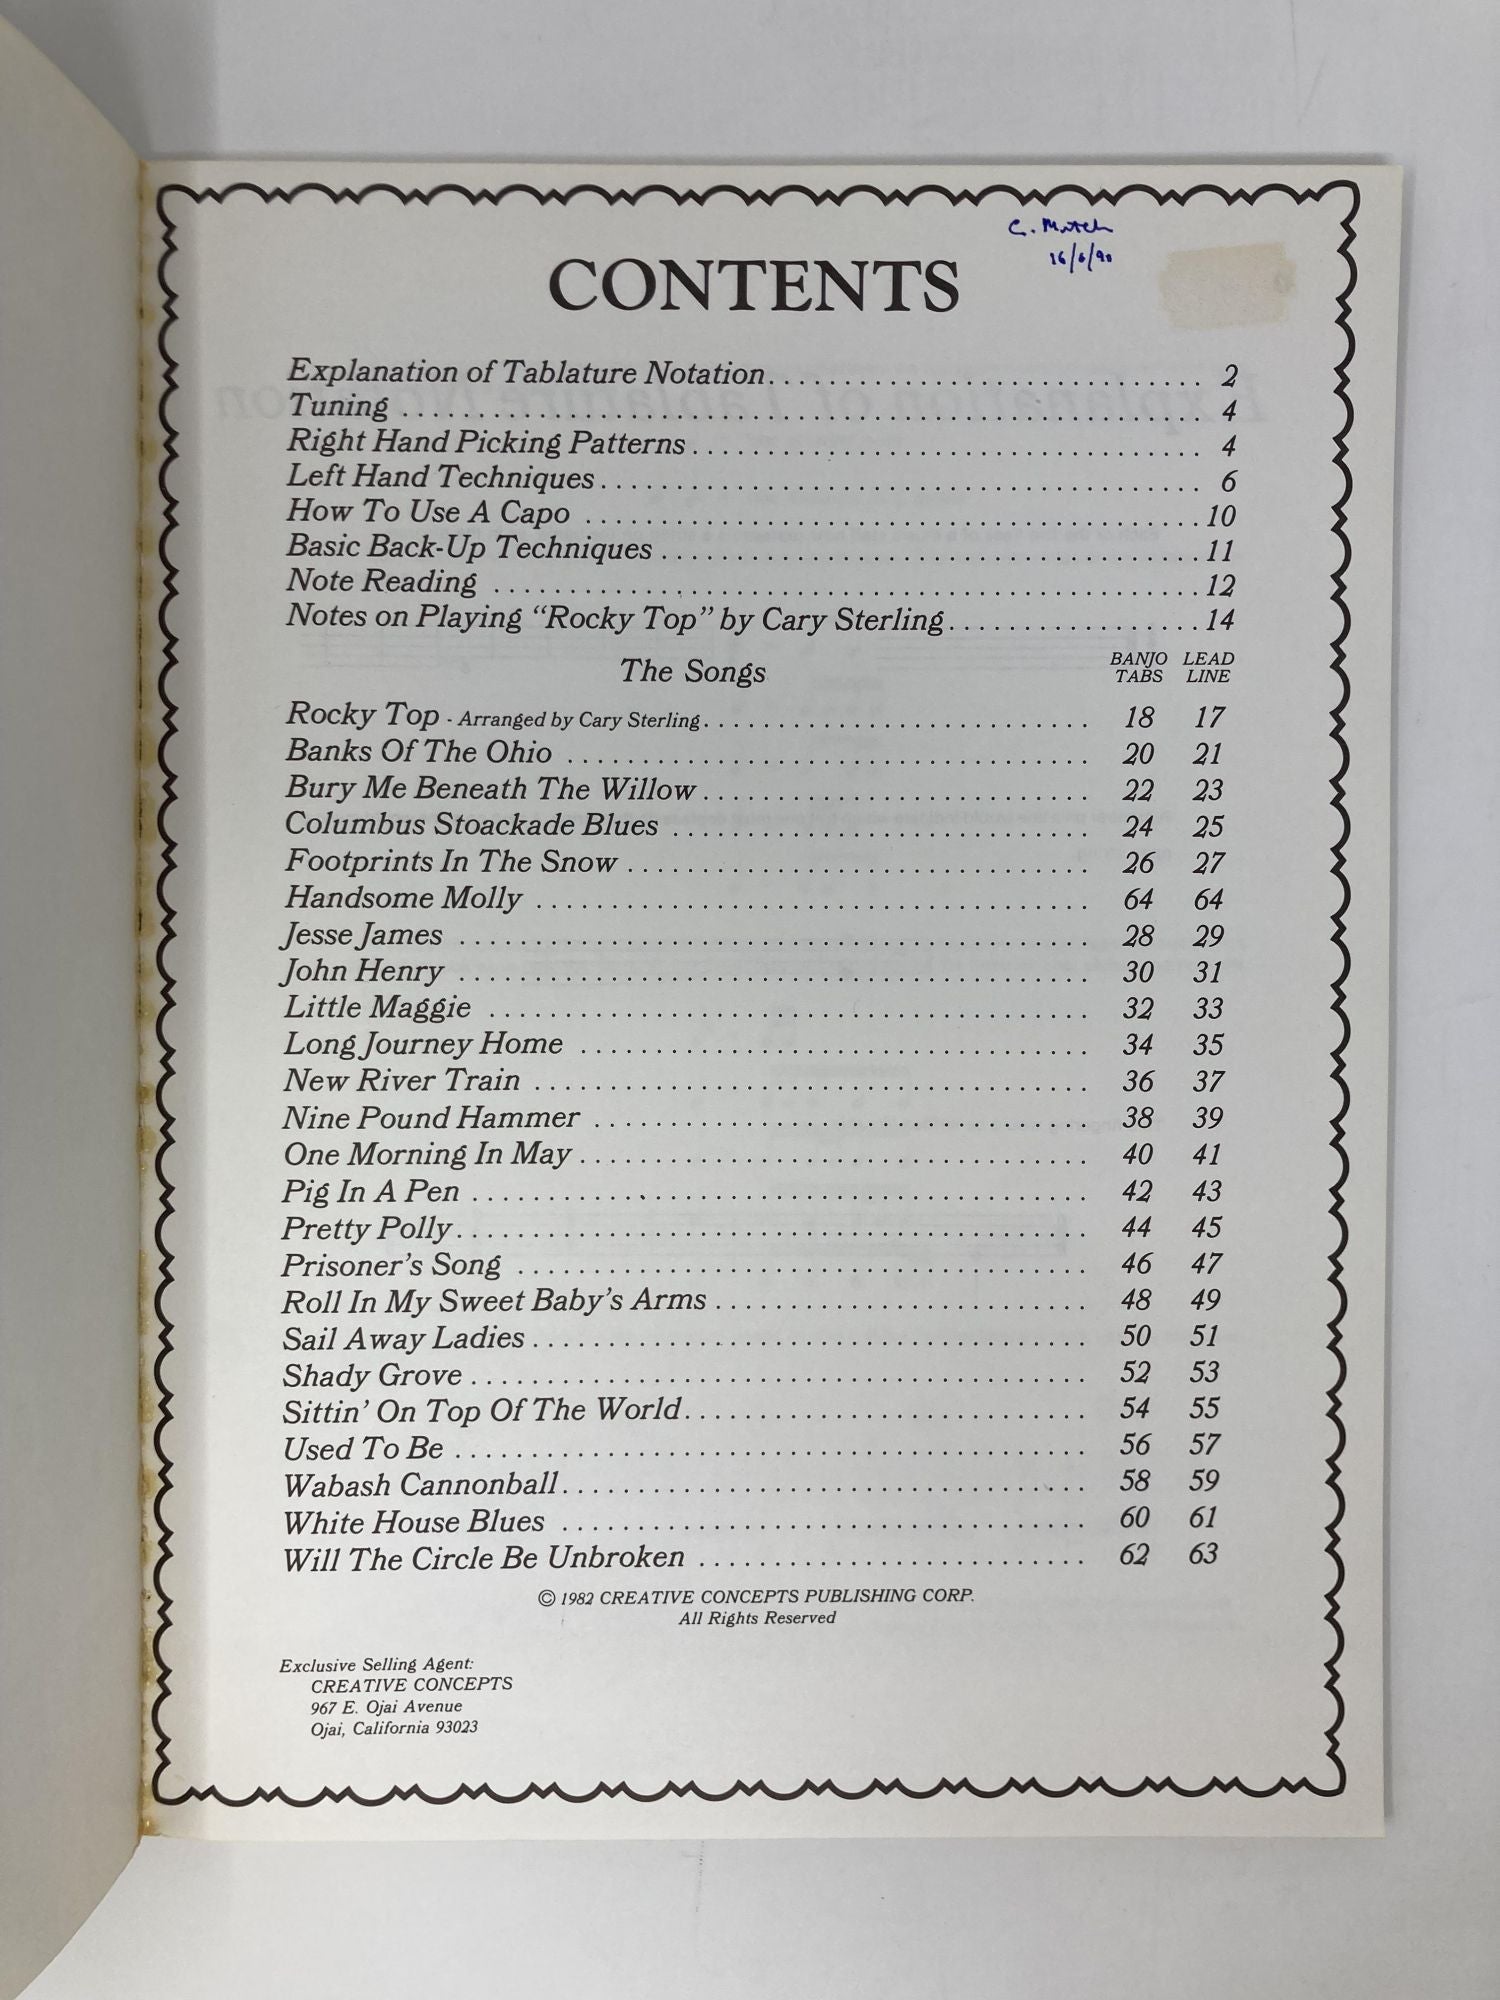 CONTENTS
Explanation of Tablature Notation. . . . . . . . . . . . . . . . . . . . . . . . . . . . . 2
Tuning . . . . . . . . . . . . . . . . . . . . . . . . . . . . . 4
Right Hand Picking Patterns. . . . . . . . . . . . . . . . . . . . . . . . . . . . . 4
Left Hand Techniques. . . . . . . . . . . . . . . . . . . . . . . . . . . . . 6
How To Use A Capo . . . . . . . . . . . . . . . . . . . . . . . . . . . . . 10
Basic Back-Up Techniques . . . . . . . . . . . . . . . . . . . . . . . . . . . . . 11
Note Reading . . . . . . . . . . . . . . . . . . . . . . . . . . . . . 12
Notes on Playing “Rocky Top” by Cary Sterling. . . . . . . . . . . . . . . . . 14
The Songs BANJO TABS LEAD LINE
Rocky Top - Arranged by Cary Sterling. . . . . . . . . . . . . . . . . . . . 18 17
Banks Of The Ohio . . . . . . . . . . . . . . . . . . . . 20 21
Bury Me Beneath The Willow. . . . . . . . . . . . . . . . . . . . 22 23
Columbus Stoackade Blues . . . . . . . . . . . . . . . . . . . . 24 25
Footprints In The Snow . . . . . . . . . . . . . . . . . . . . 26 27
Handsome Molly . . . . . . . . . . . . . . . . . . . . 64 64
Jesse James . . . . . . . . . . . . . . . . . . . . 28 29
John Henry . . . . . . . . . . . . . . . . . . . . 30 31
Little Maggie . . . . . . . . . . . . . . . . . . . . 32 33
Long Journey Home . . . . . . . . . . . . . . . . . . . . 34 35
New River Train . . . . . . . . . . . . . . . . . . . . 36 37
Nine Pound Hammer . . . . . . . . . . . . . . . . . . . . 38 39
One Morning In May. . . . . . . . . . . . . . . . . . . . 40 41
Pig In A Pen . . . . . . . . . . . . . . . . . . . . 42 43
Pretty Polly. . . . . . . . . . . . . . . . . . . . 44 45
Prisoner's Song . . . . . . . . . . . . . . . . . . . . 46 47
Roll In My Sweet Baby's Arms . . . . . . . . . . . . . . . . . . . . 48 49
Sail Away Ladies . . . . . . . . . . . . . . . . . . . . 50 51
Shady Grove . . . . . . . . . . . . . . . . . . . . 52 53
Sittin' On Top Of The World. . . . . . . . . . . . . . . . . . . . 54 55
Used To Be . . . . . . . . . . . . . . . . . . . . 56 57
Wabash Cannonball. . . . . . . . . . . . . . . . . . . . 58 59
White House Blues . . . . . . . . . . . . . . . . . . . . 60 61
Will The Circle Be Unbroken . . . . . . . . . . . . . . . . . . . . 62 63
© 1982 CREATIVE CONCEPTS PUBLISHING CORP.
All Rights Reserved
Exclusive Selling Agent:
CREATIVE CONCEPTS
967 E. Ojai Avenue
Ojai, California 93023